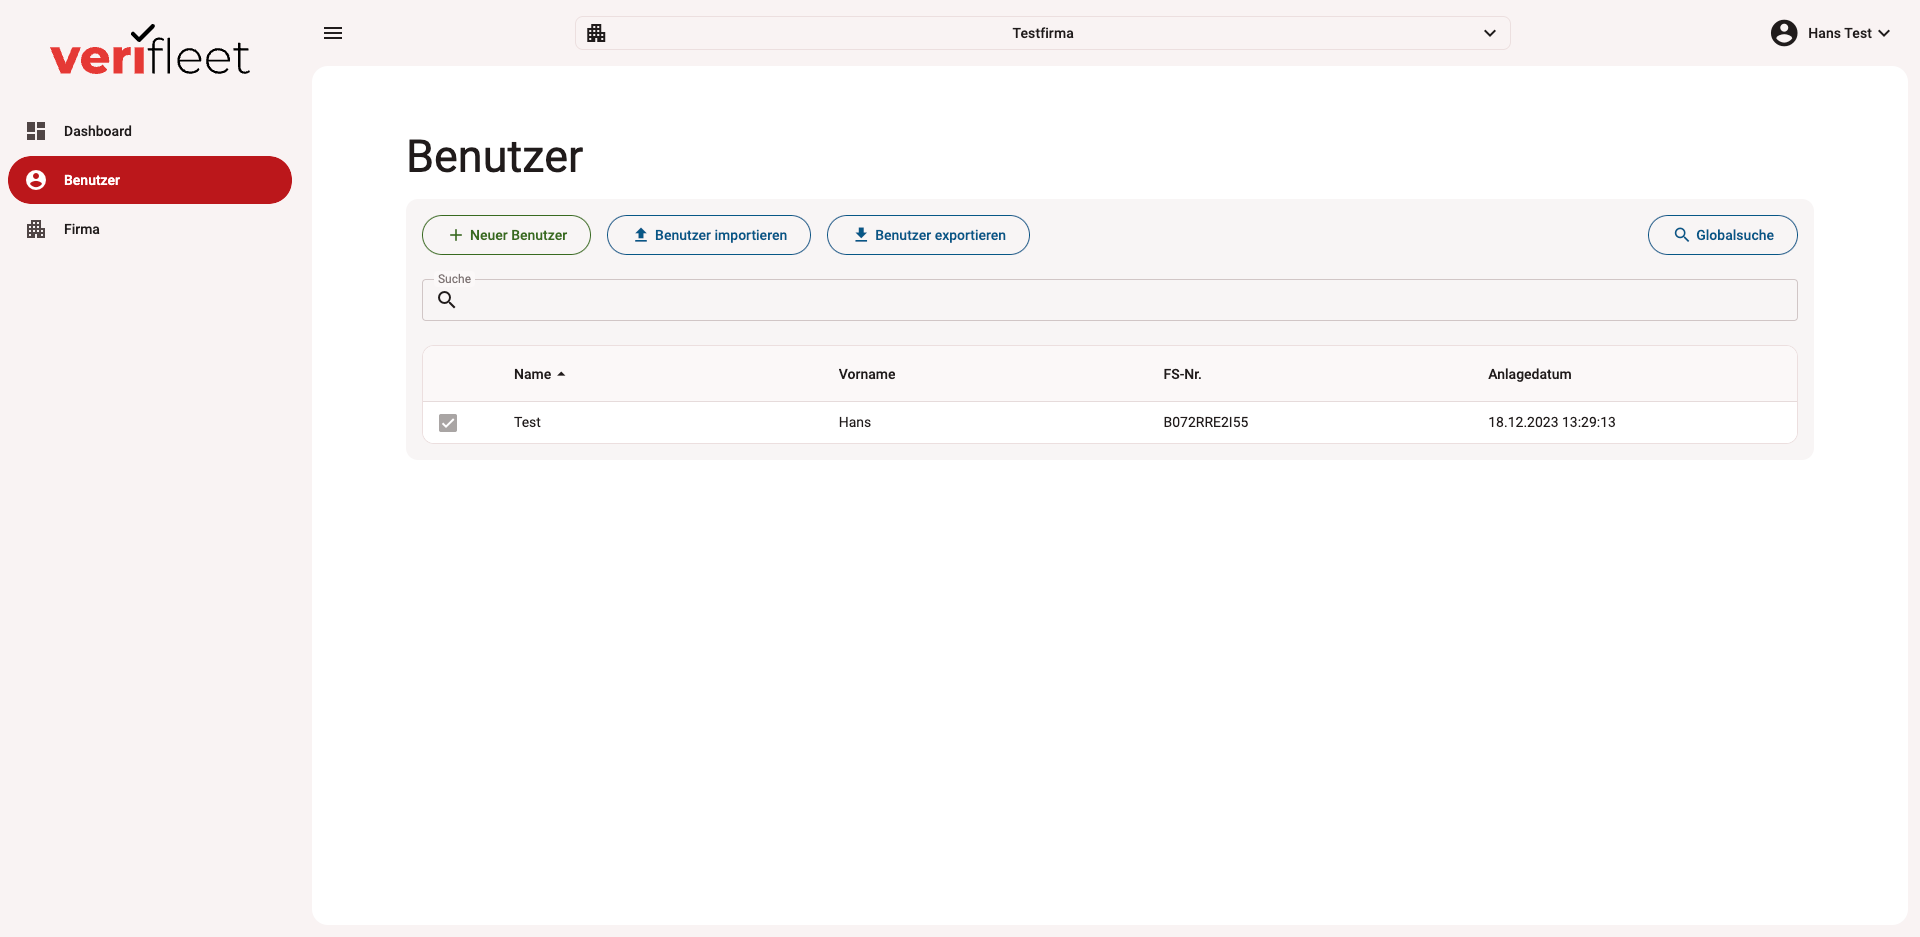 verifleet
Testfirma
Hans Test
Dashboard
Benutzer
Firma
Benutzer
Neuer Benutzer
Benutzer importieren
Benutzer exportieren
Globalsuche
Suche
Name Vorname FS-Nr. Anlagedatum
Test Hans B072RRE2I55 18.12.2023 13:29:13